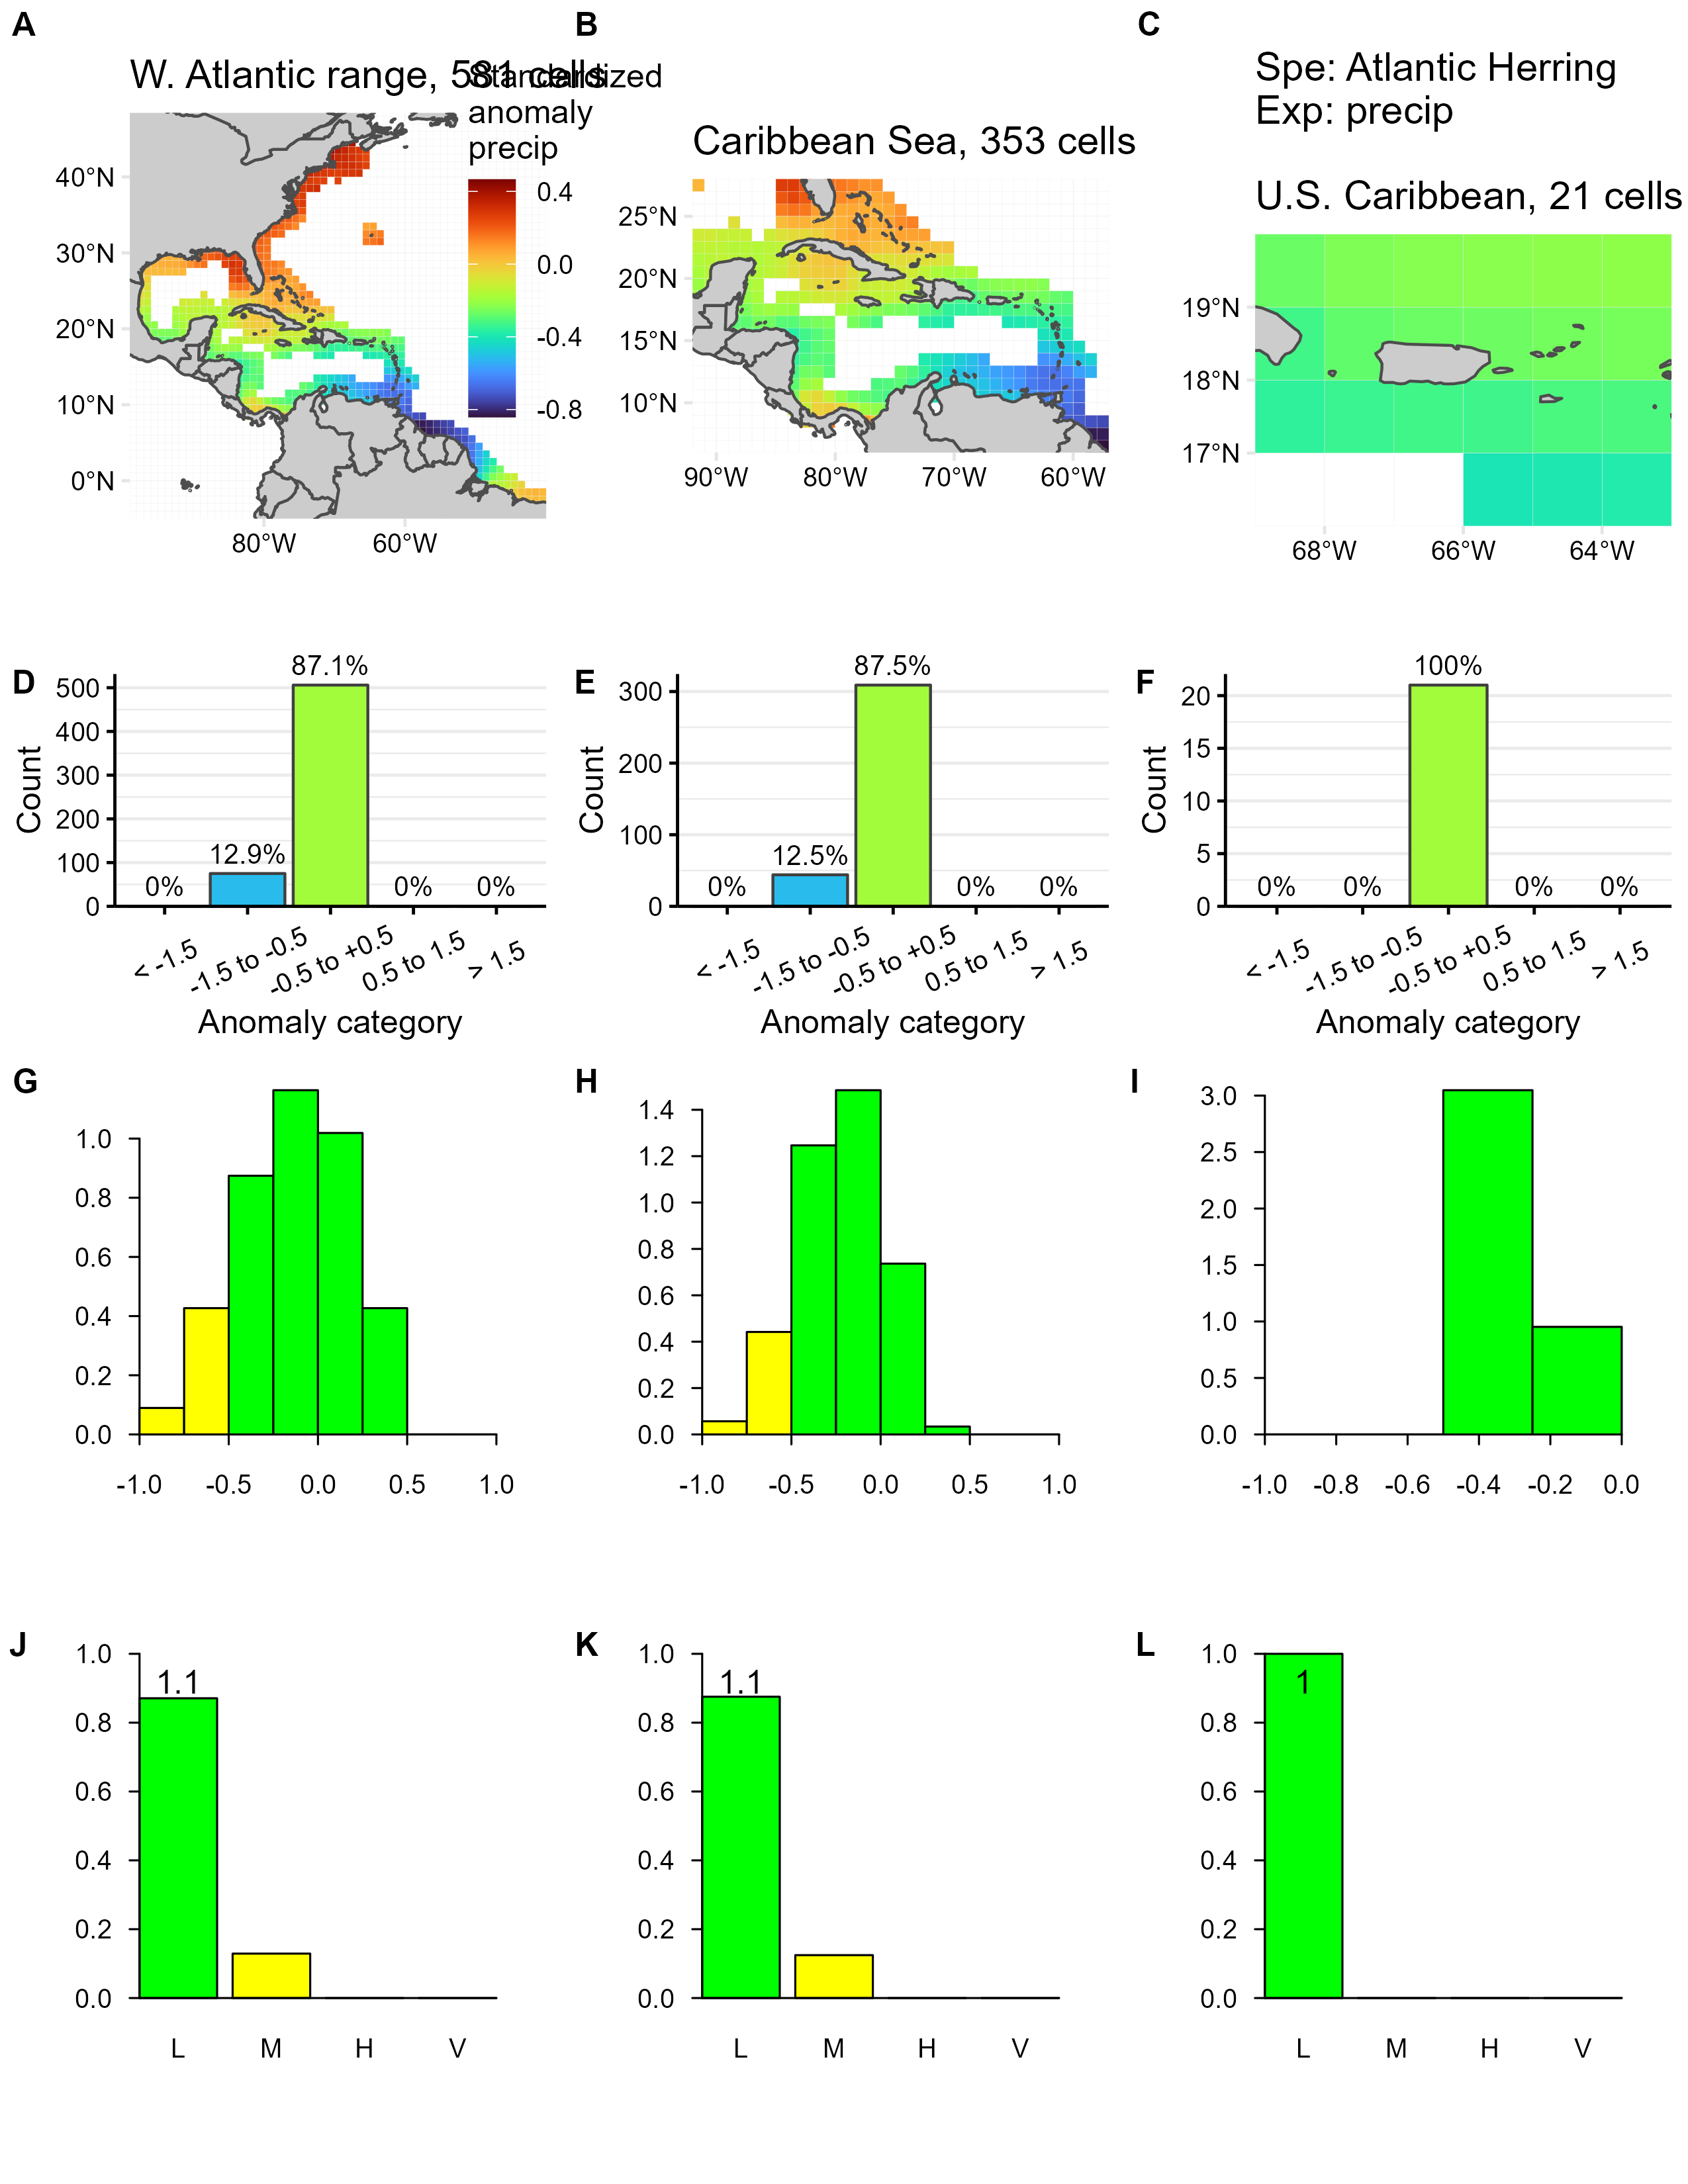 A
B
C
W. Atlantic range, 581 cells
Standardized
anomaly
precip
0.4
0.0
-0.4
-0.8
40°N
30°N
20°N
10°N
0°N
80°W
60°W
Caribbean Sea, 353 cells
25°N
20°N
15°N
10°N
90°W
80°W
70°W
60°W
Spe: Atlantic Herring
Exp: precip
U.S. Caribbean, 21 cells
19°N
18°N
17°N
68°W
66°W
64°W
D
Count
500
400
300
200
100
0
0%
12.9%
87.1%
0%
0%
< -1.5
-1.5 to -0.5
-0.5 to +0.5
0.5 to 1.5
> 1.5
Anomaly category
E
Count
300
200
100
0
0%
12.5%
87.5%
0%
0%
< -1.5
-1.5 to -0.5
-0.5 to +0.5
0.5 to 1.5
> 1.5
Anomaly category
F
Count
20
15
10
5
0
0%
0%
100%
0%
0%
< -1.5
-1.5 to -0.5
-0.5 to +0.5
0.5 to 1.5
> 1.5
Anomaly category
G
1.0
0.8
0.6
0.4
0.2
0.0
-1.0
-0.5
0.0
0.5
1.0
H
1.4
1.2
1.0
0.8
0.6
0.4
0.2
0.0
-1.0
-0.5
0.0
0.5
1.0
I
3.0
2.5
2.0
1.5
1.0
0.5
0.0
-1.0
-0.8
-0.6
-0.4
-0.2
0.0
J
1.0
0.8
0.6
0.4
0.2
0.0
1.1
L
M
H
V
K
1.0
0.8
0.6
0.4
0.2
0.0
1.1
L
M
H
V
L
1.0
0.8
0.6
0.4
0.2
0.0
1
L
M
H
V